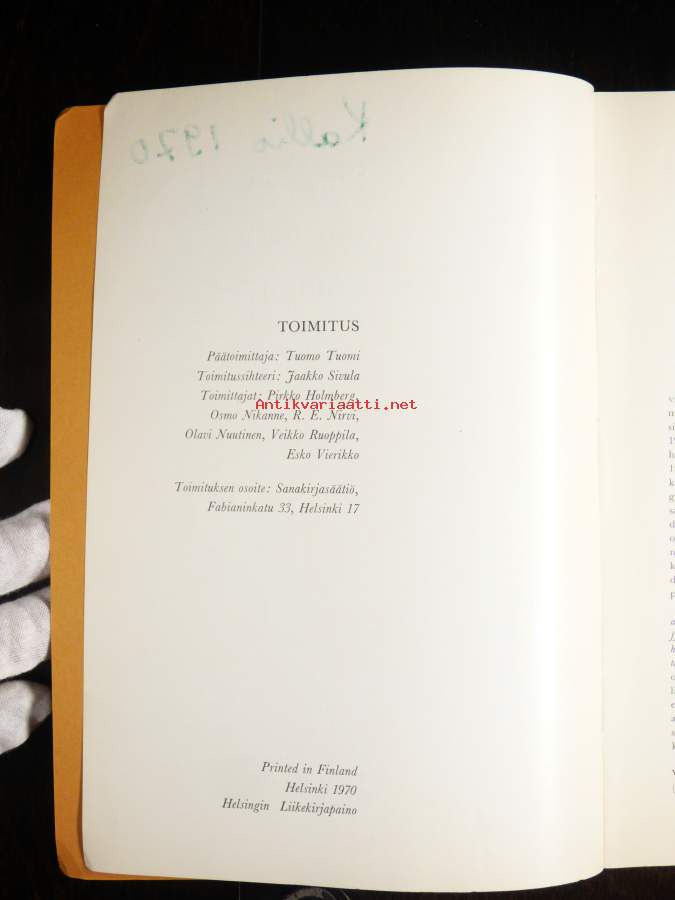 Kallio 1970
TOIMITUS
Päätoimittaja: Tuomo Tuomi
Toimitussihteeri: Jaakko Sivula
Toimittajat: Pirkko Holmberg,
Antikvariaatti.net
Osmo Nikanne, R. E. Nirvi,
Olavi Nuutinen, Veikko Ruoppila,
Esko Vierikko
Toimituksen osoite: Sanakirjasäätiö,
Fabianinkatu 33, Helsinki 17
Printed in Finland
Helsinki 1970
Helsingin Liikekirjapaino